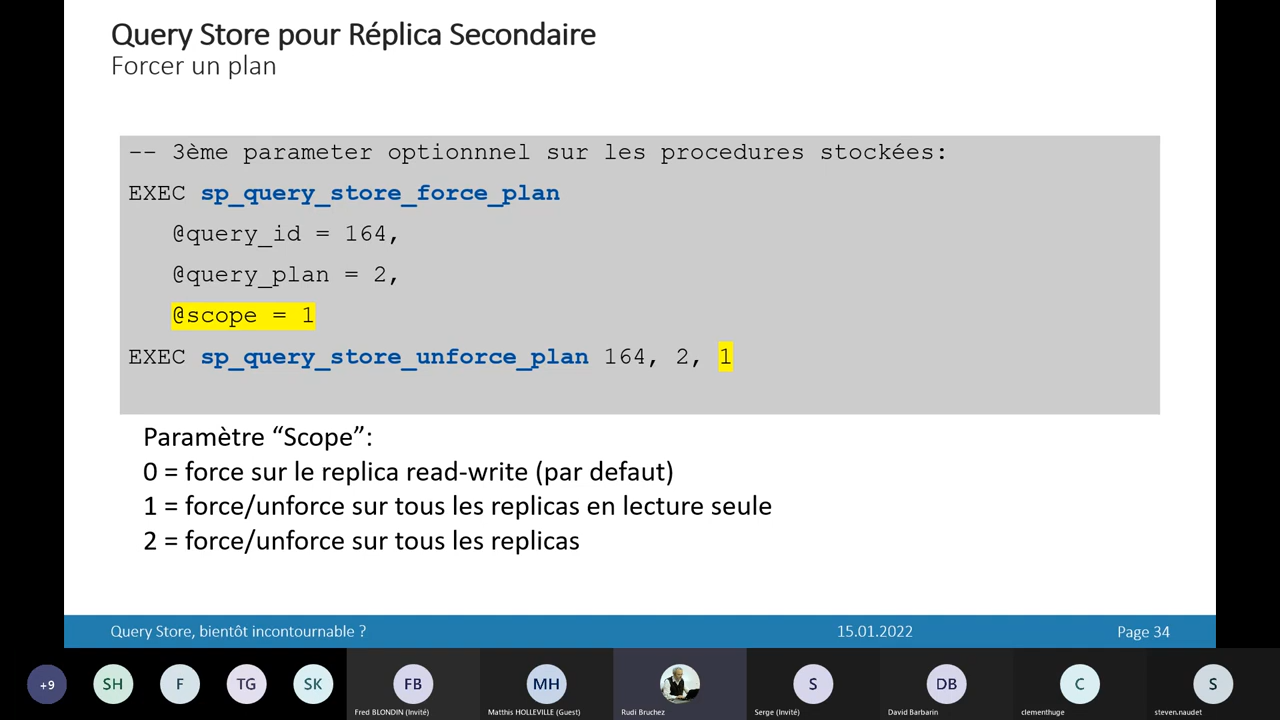 Query Store pour Réplica Secondaire
Forcer un plan
-- 3ème parameter optionnnel sur les procedures stockées:
EXEC sp_query_store_force_plan
@query_id = 164,
@query_plan = 2,
@scope = 1
EXEC sp_query_store_unforce_plan 164, 2, 1
Paramètre “Scope”:
0 = force sur le replica read-write (par defaut)
1 = force/unforce sur tous les replicas en lecture seule
2 = force/unforce sur tous les replicas
Query Store, bientôt incontournable ? 15.01.2022 Page 34
+9 SH F TG SK FB MH S DB C S
Fred BLONDIN (Invité) Matthis HOLLEVILLE (Guest) Rudi Bruchez Serge (Invité) David Barbarin clementhuge steven.naudet